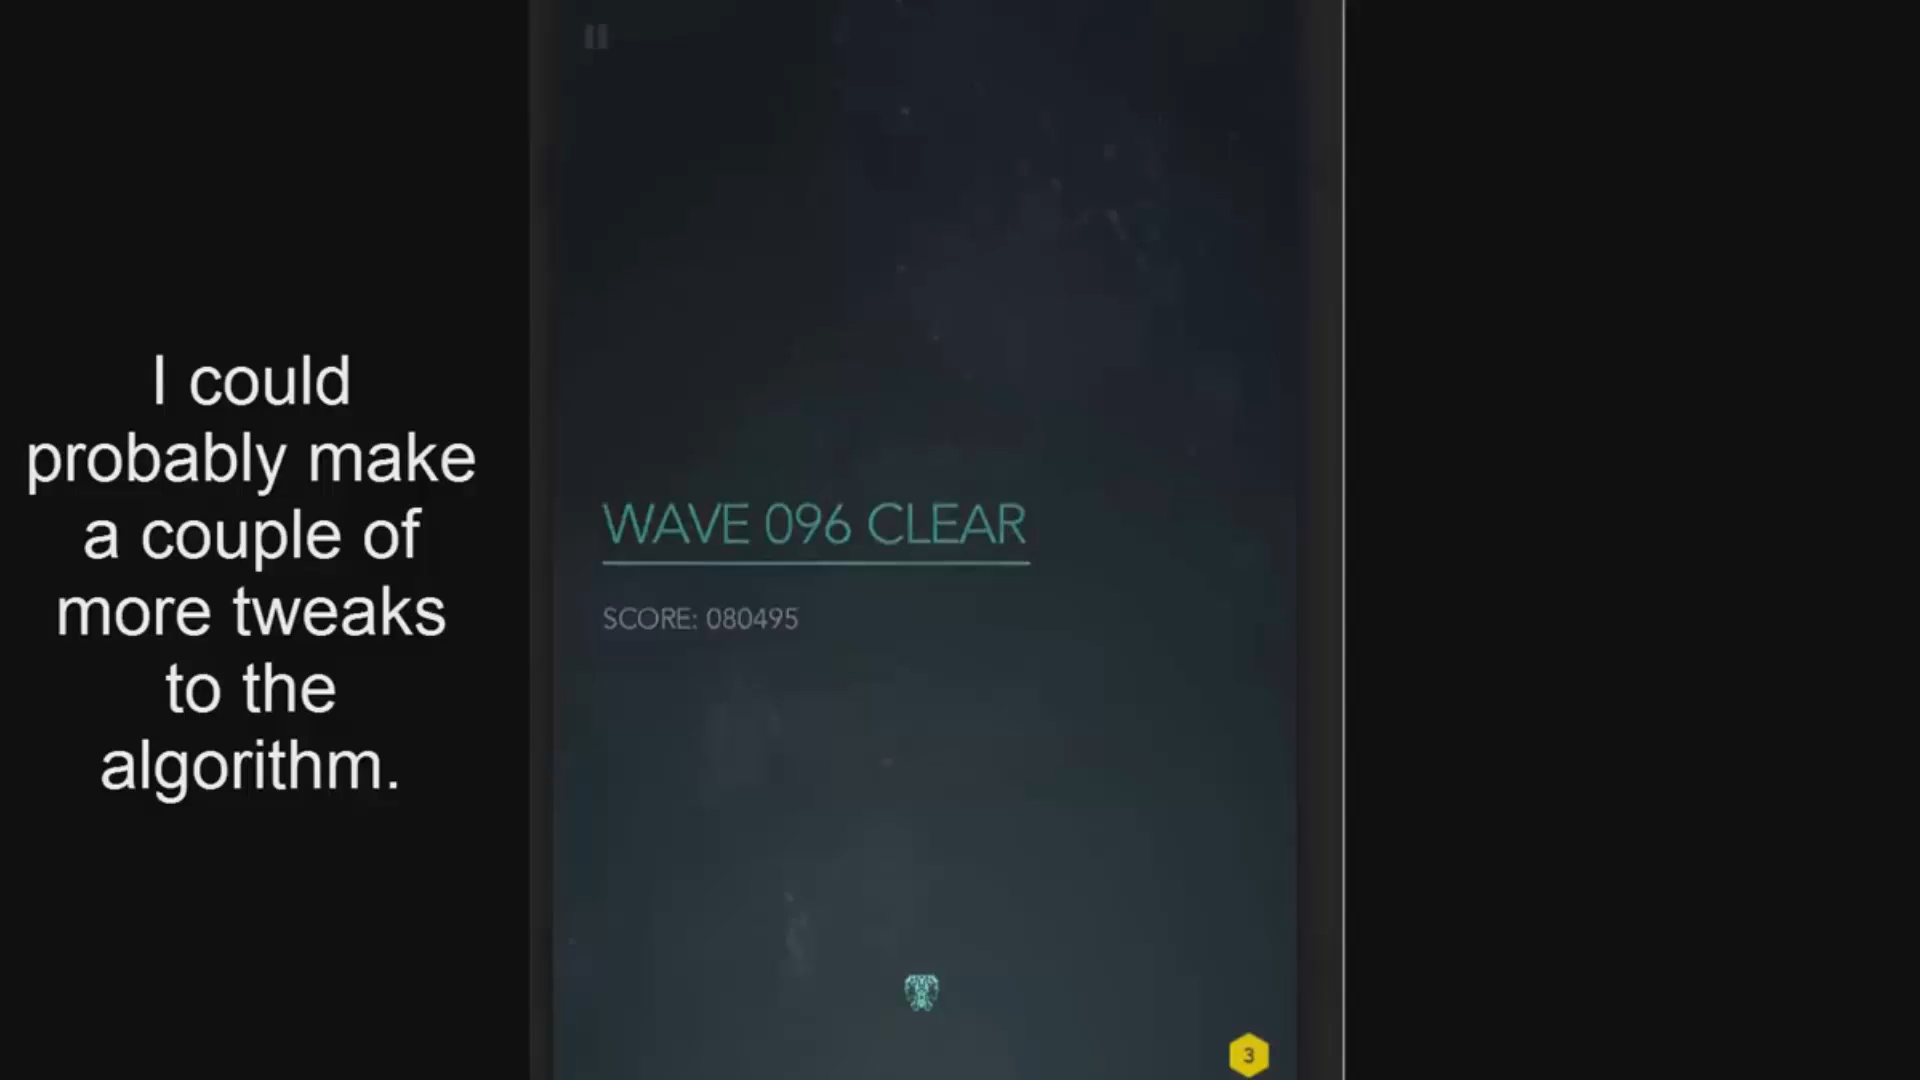 I could
probably make
a couple of
more tweaks
to the
algorithm.
WAVE 096 CLEAR
SCORE: 080495
3